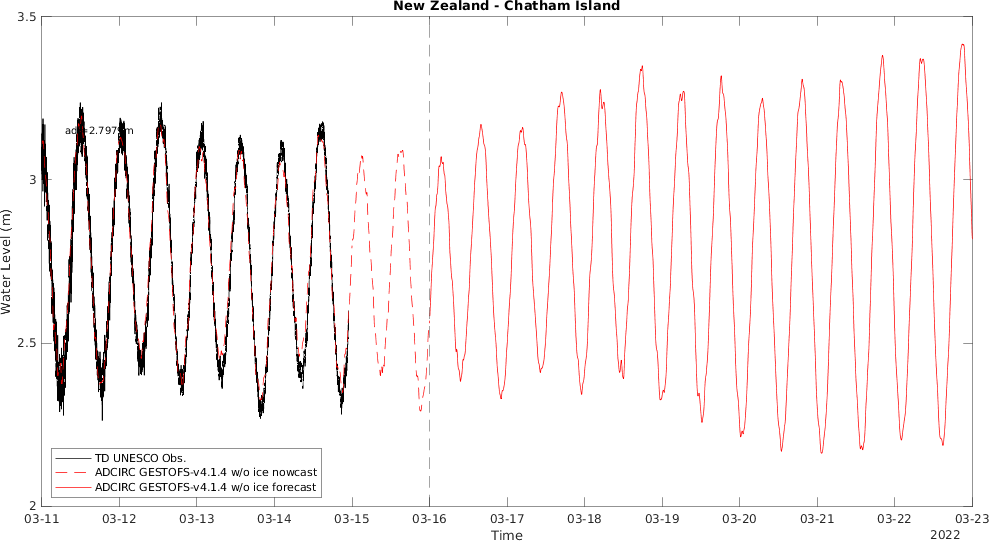 New Zealand - Chatham Island
3.5
3
2.5
2
Water Level (m)
TD UNESCO Obs.
ADCIRC GESTOFS-v4.1.4 w/o ice nowcast
ADCIRC GESTOFS-v4.1.4 w/o ice forecast
03-11 03-12 03-13 03-14 03-15 03-16 03-17 03-18 03-19 03-20 03-21 03-22 03-23
Time
2022